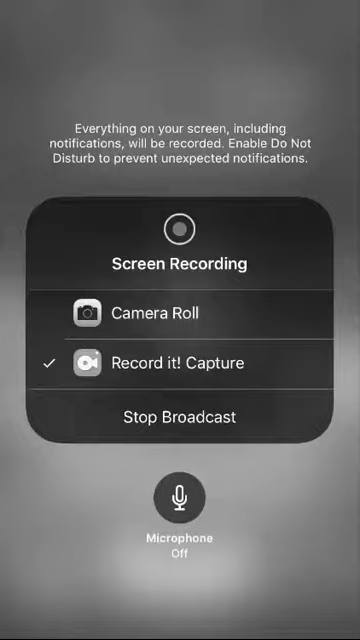 Everything on your screen, including
notifications, will be recorded. Enable Do Not
Disturb to prevent unexpected notifications.
Screen Recording
Camera Roll
Record it! Capture
Stop Broadcast
Microphone
Off